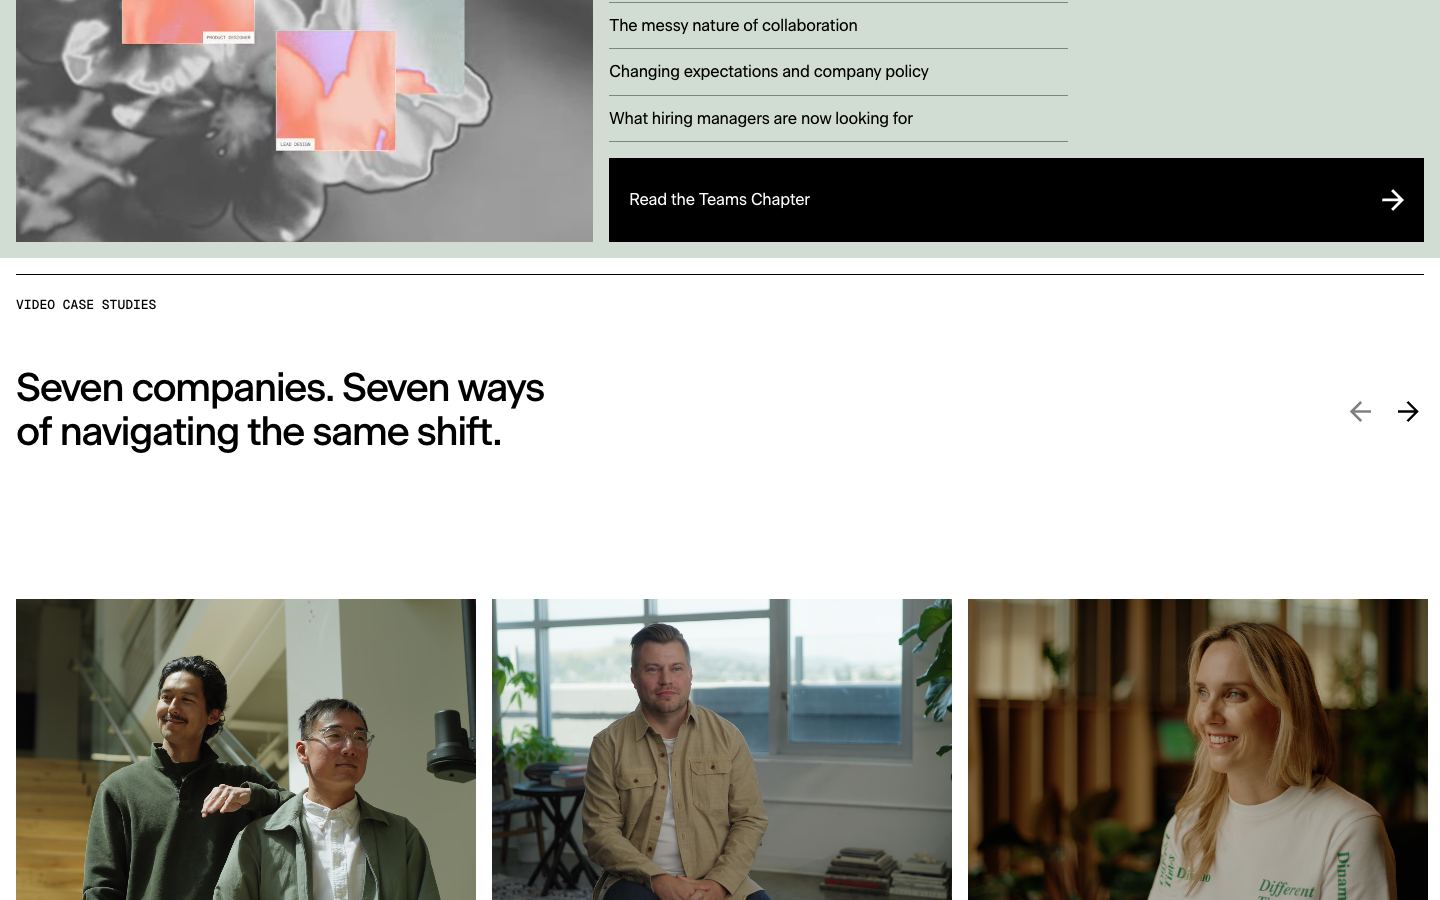 PRODUCT DESIGNER
LEAD DESIGN
The messy nature of collaboration
Changing expectations and company policy
What hiring managers are now looking for
Read the Teams Chapter
VIDEO CASE STUDIES
Seven companies. Seven ways
of navigating the same shift.
Different
Dinam